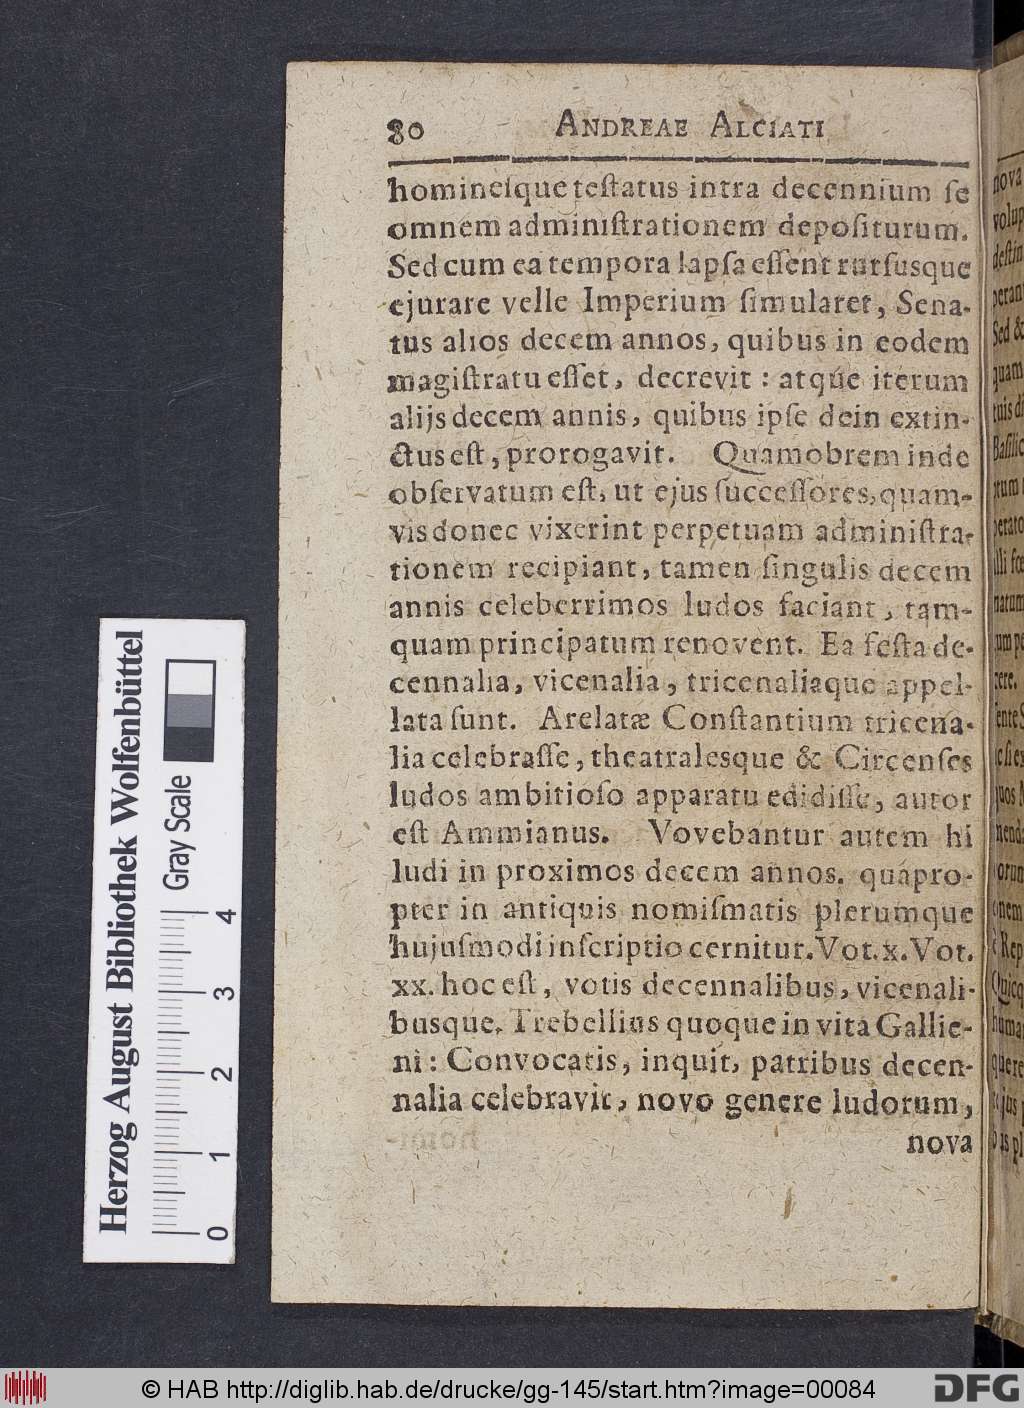 80 ANDREAE ALCIATI
hominesque teſtatus intra decennium ſe
omnem adminiſtrationem depoſiturum.
Sed cum ea tempora lapſa eſſent rurſusque
ejurare velle Imperium ſimularet, Sena-
tus alios decem annos, quibus in eodem
magiſtratu eſſet, decrevit : atque iterum
alijs decem annis, quibus ipſe dein extin-
ctus eſt, prorogavit. Quamobrem inde
obſervatum eſt, ut ejus ſucceſſores, quam-
vis donec vixerint perpetuam adminiſtra-
tionem recipiant, tamen ſingulis decem
annis celeberrimos ludos faciant, tam-
quam principatum renovent. Ea feſta de-
cennalia, vicenalia, tricenaliaque appel-
lata ſunt. Arelatæ Conſtantium tricena-
lia celebraſſe, theatralesque & Circenſes
ludos ambitioſo apparatu edidiſſe, autor
eſt Ammianus. Vovebantur autem hi
ludi in proximos decem annos. quapro-
pter in antiquis nomiſmatis plerumque
hujuſmodi inſcriptio cernitur. Vot. x. Vot.
xx. hoc eſt, votis decennalibus, vicenali-
busque. Trebellius quoque in vita Gallie-
ni : Convocatis, inquit, patribus decen-
nalia celebravit, novo genere ludorum,
nova
Herzog August Bibliothek Wolfenbüttel
Gray Scale
0 1 2 3 4
© HAB http://diglib.hab.de/drucke/gg-145/start.htm?image=00084
DFG